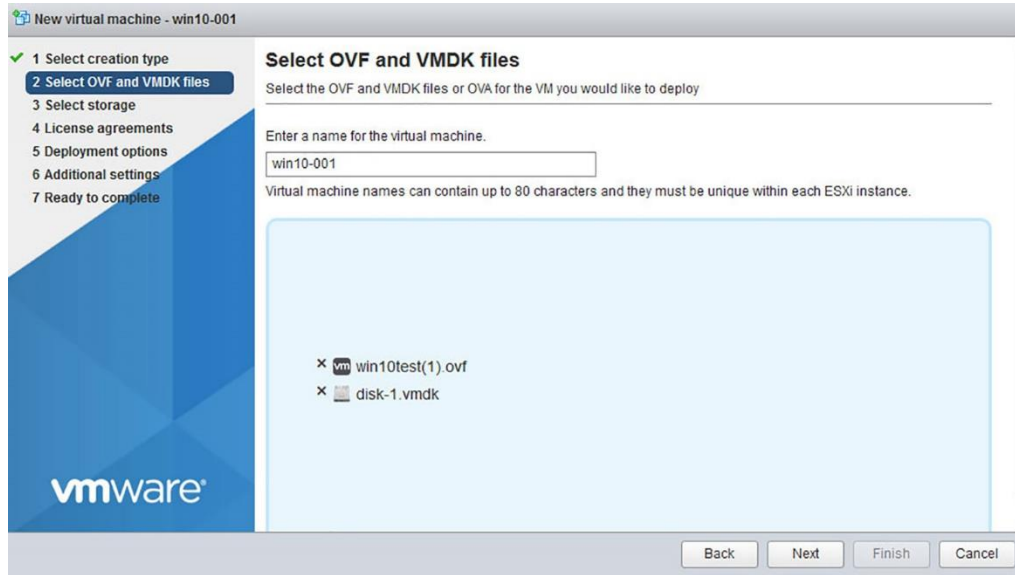 New virtual machine - win10-001
1 Select creation type
2 Select OVF and VMDK files
3 Select storage
4 License agreements
5 Deployment options
6 Additional settings
7 Ready to complete
vmware®
Select OVF and VMDK files
Select the OVF and VMDK files or OVA for the VM you would like to deploy
Enter a name for the virtual machine.
win10-001
Virtual machine names can contain up to 80 characters and they must be unique within each ESXi instance.
× vm win10test(1).ovf
× disk-1.vmdk
Back Next Finish Cancel